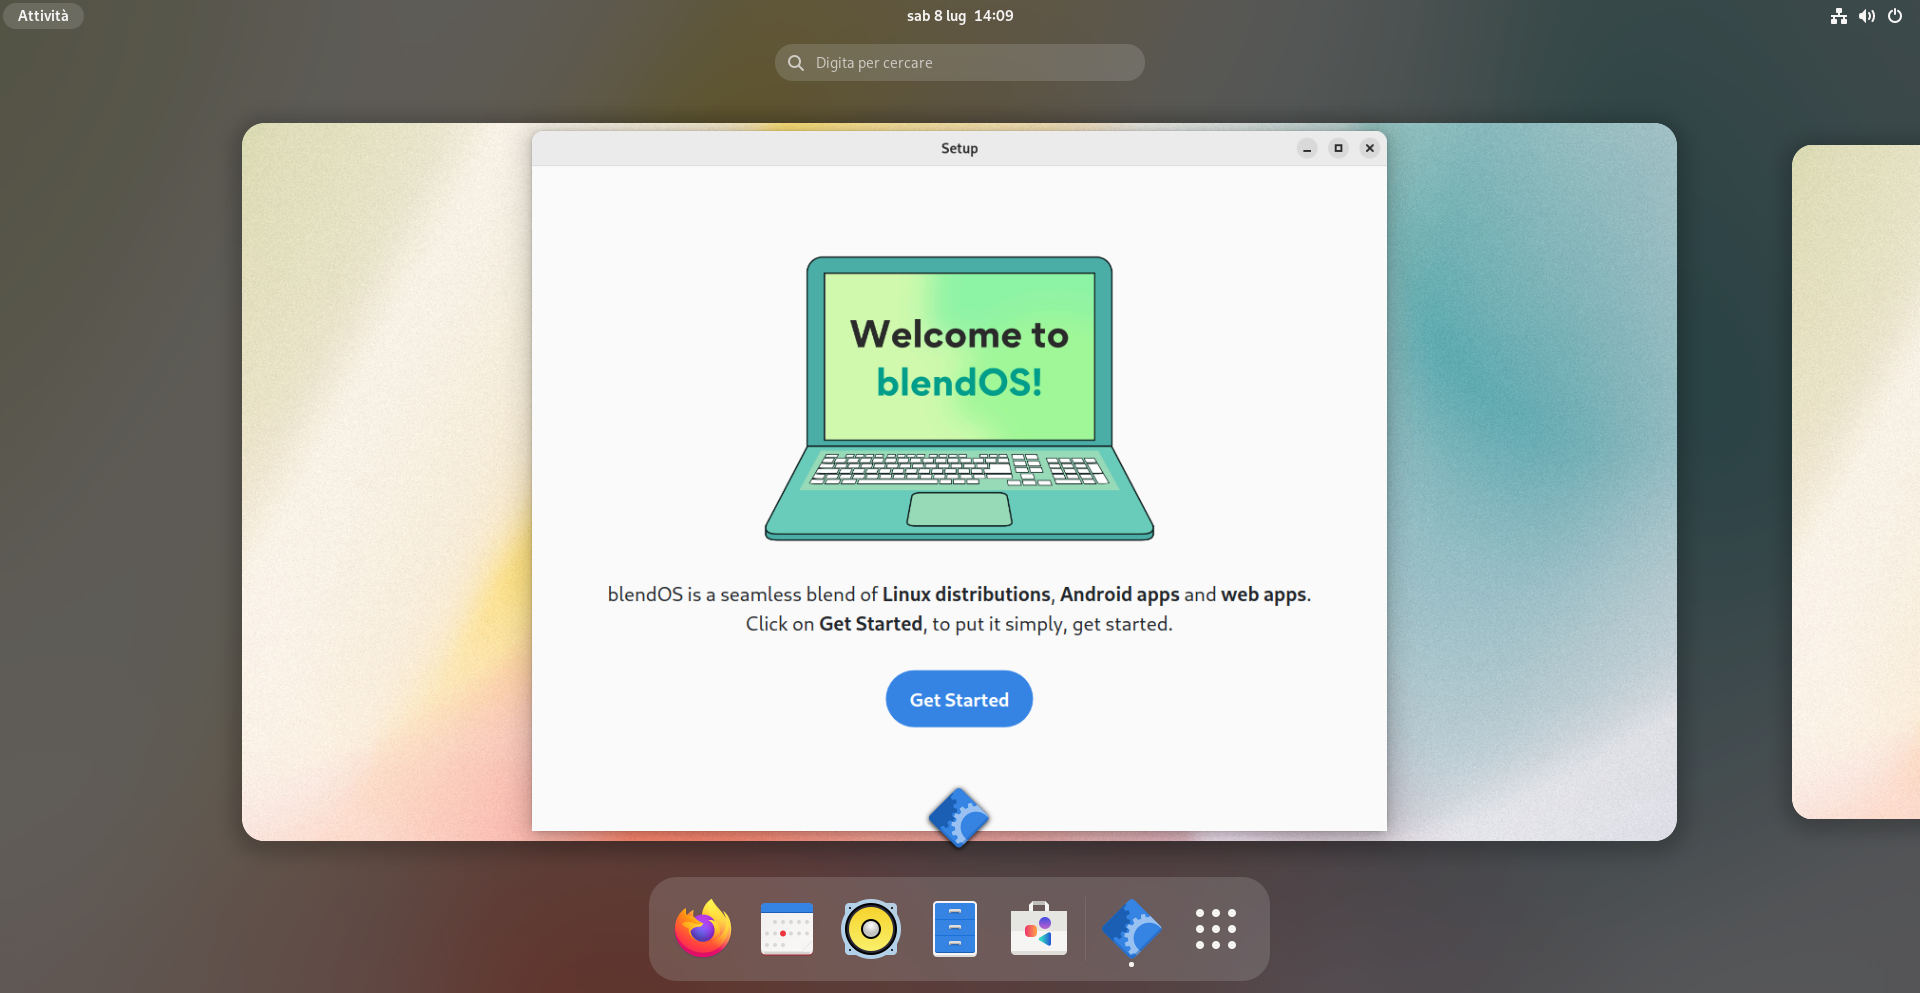 Attività
sab 8 lug 14:09
Digita per cercare
Setup
Welcome to
blendOS!
blendOS is a seamless blend of Linux distributions, Android apps and web apps.
Click on Get Started, to put it simply, get started.
Get Started